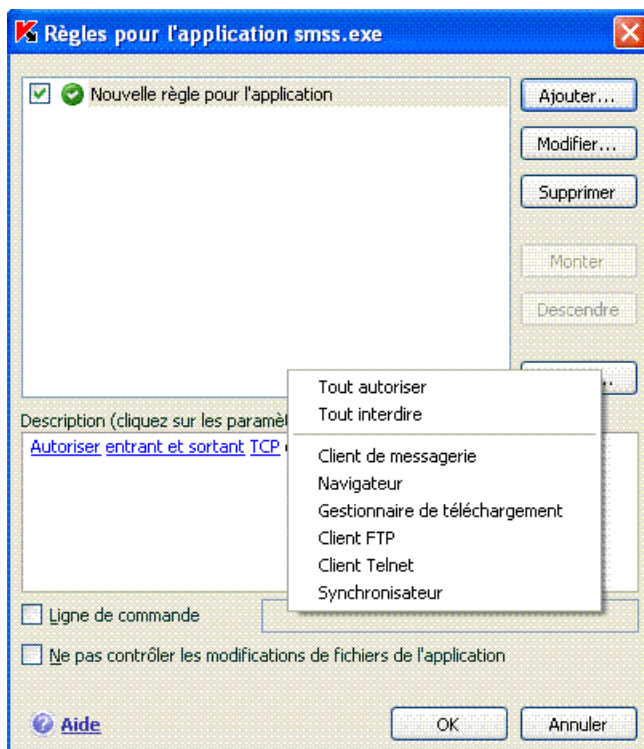 Règles pour l'application smss.exe
Nouvelle règle pour l'application
Ajouter...
Modifier...
Supprimer
Monter
Descendre
Tout autoriser
Tout interdire
Client de messagerie
Navigateur
Gestionnaire de téléchargement
Client FTP
Client Telnet
Synchronisateur
Description (cliquez sur les
Autoriser entrant et sortant TCP
Ligne de commande
Ne pas contrôler les modifications de fichiers de l'application
Aide
OK
Annuler